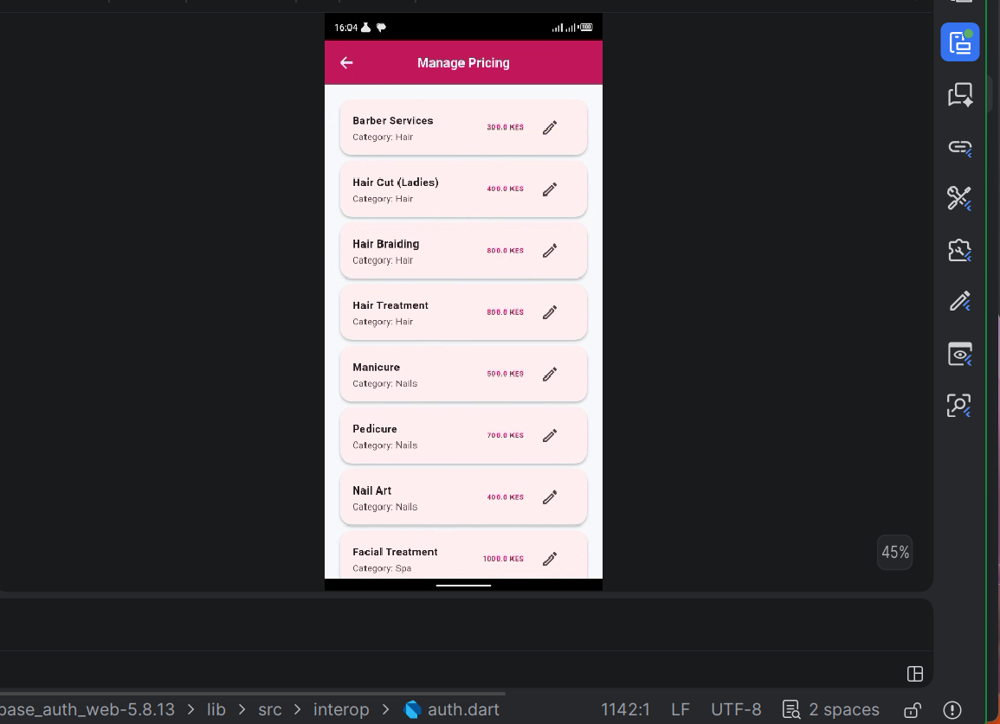 16:04
100
Manage Pricing
Barber Services
300.0 KES
Category: Hair
Hair Cut (Ladies)
400.0 KES
Category: Hair
Hair Braiding
800.0 KES
Category: Hair
Hair Treatment
800.0 KES
Category: Hair
Manicure
500.0 KES
Category: Nails
Pedicure
700.0 KES
Category: Nails
Nail Art
400.0 KES
Category: Nails
Facial Treatment
1000.0 KES
Category: Spa
45%
base_auth_web-5.8.13 > lib > src > interop > auth.dart 1142:1 LF UTF-8 2 spaces